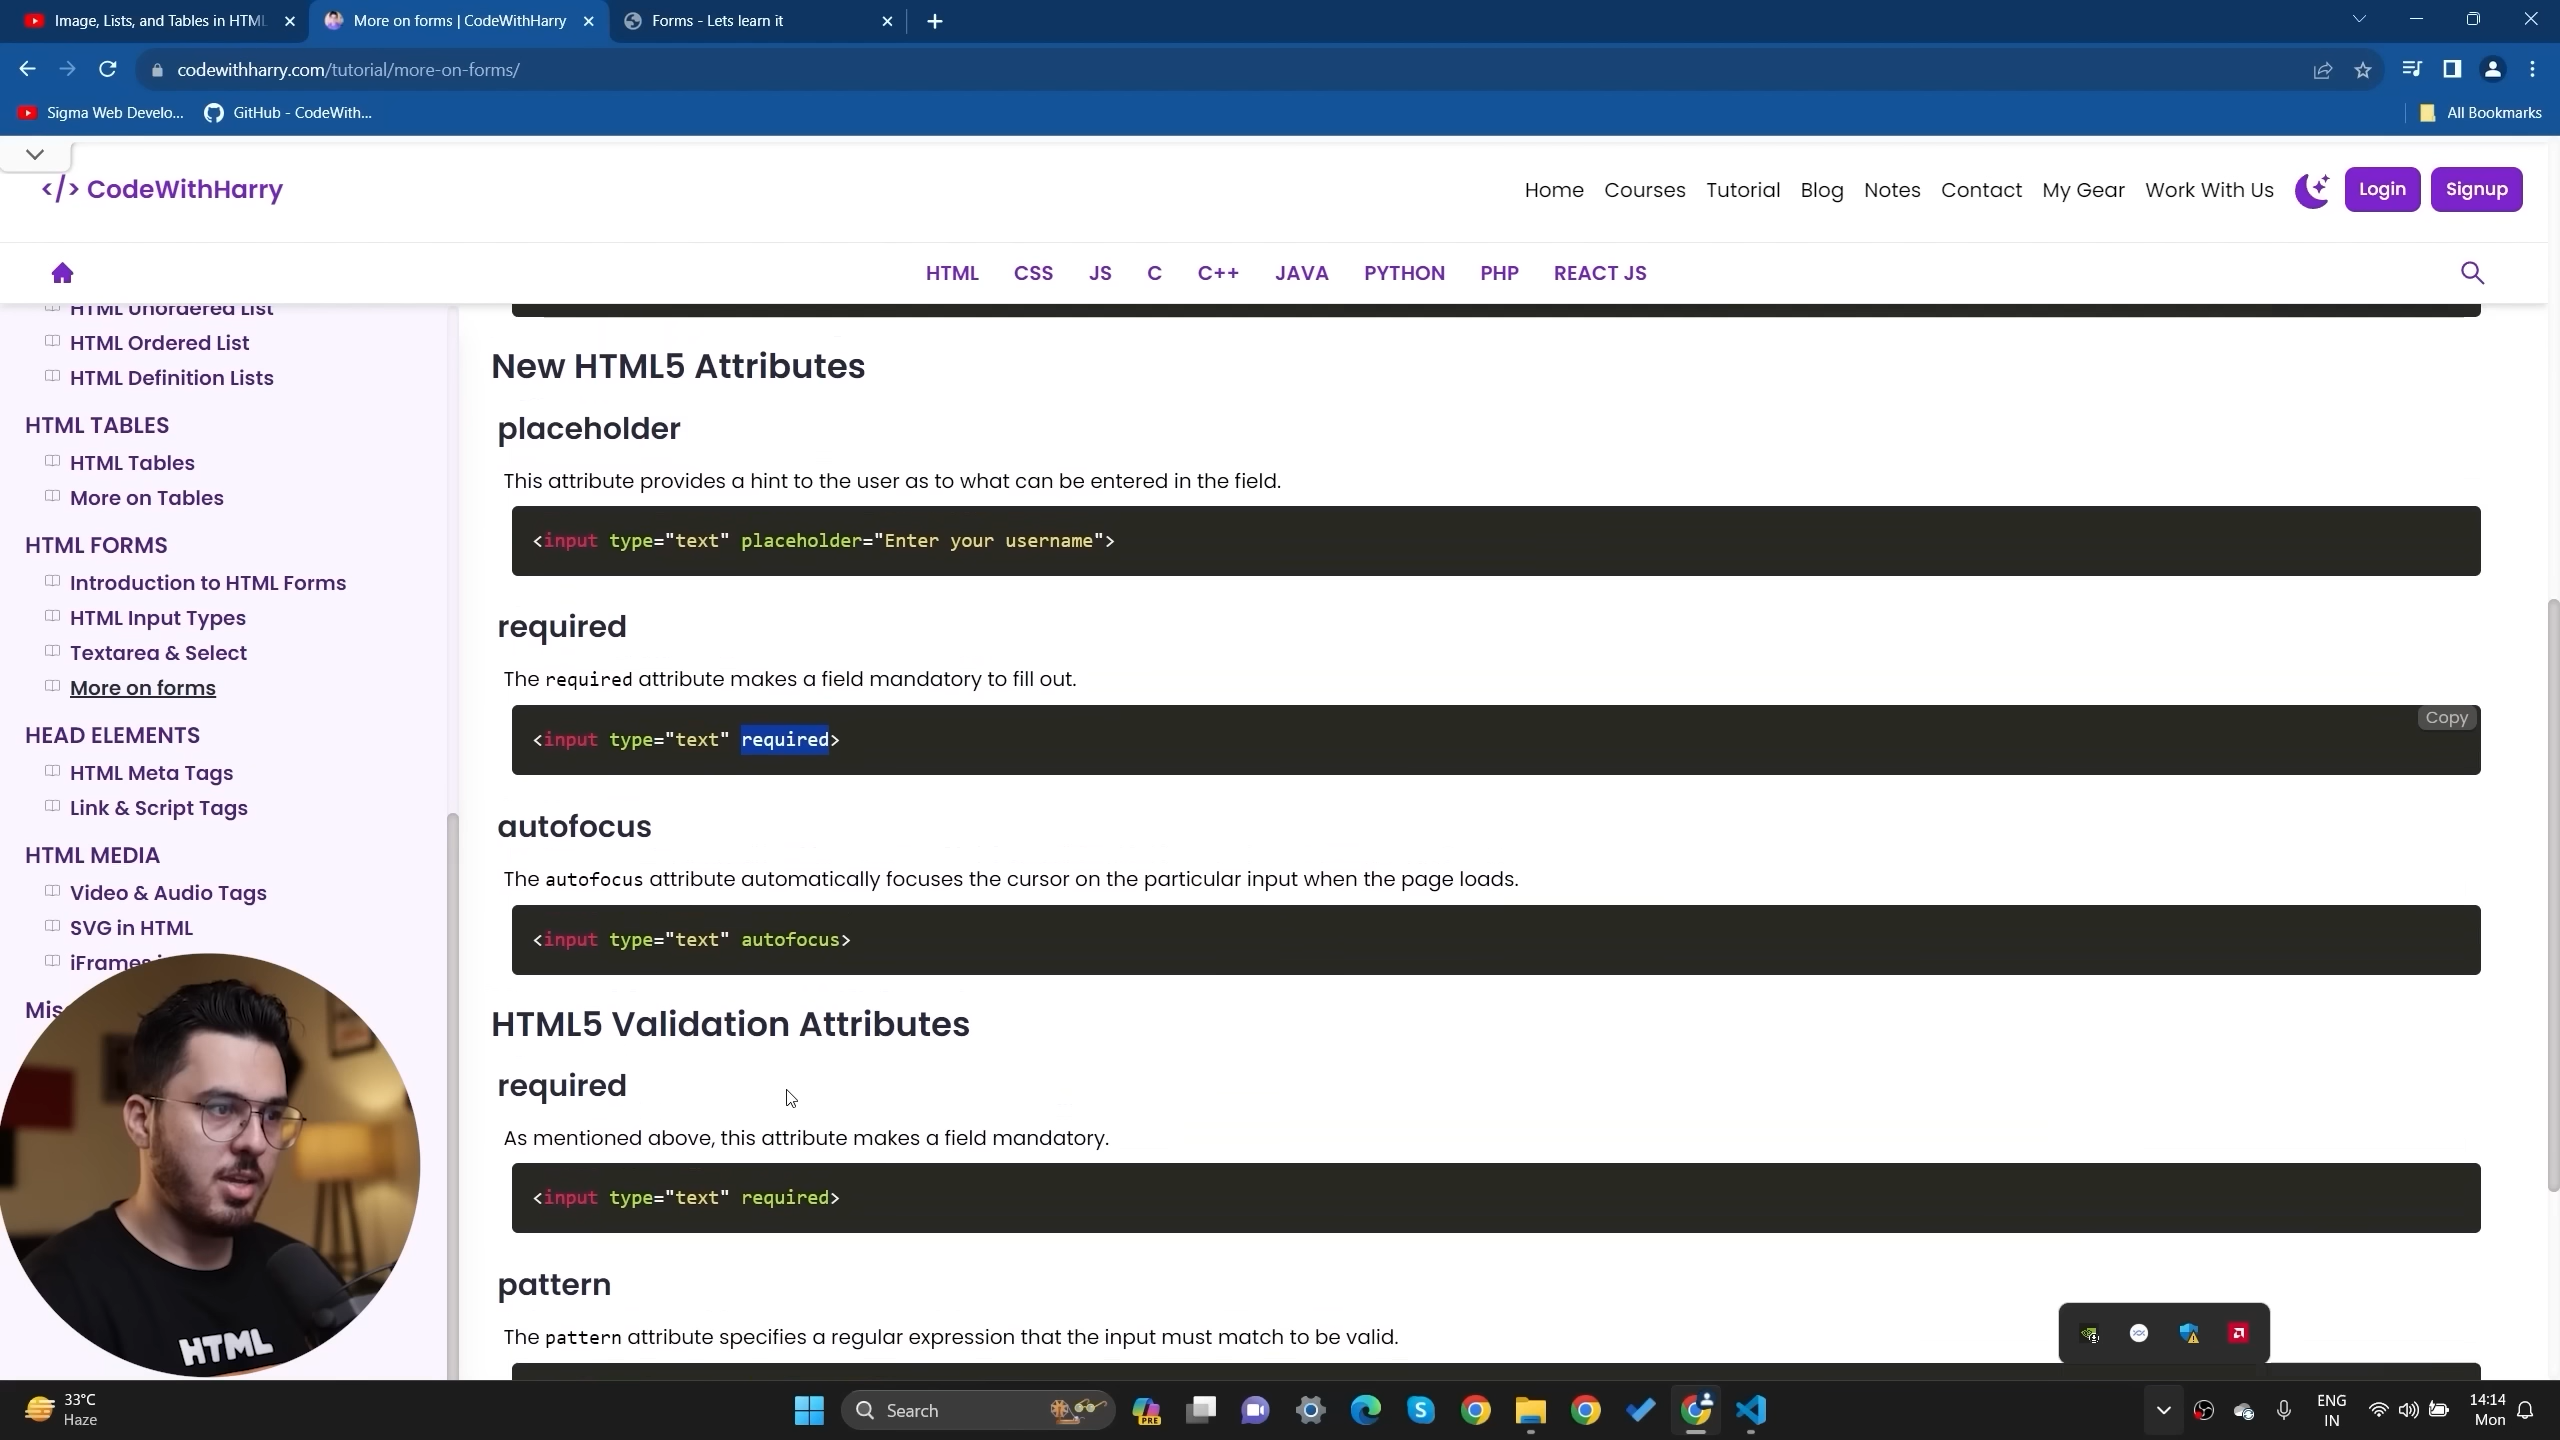 Image, Lists, and Tables in HTML
More on forms | CodeWithHarry
Forms - Lets learn it
codewithharry.com/tutorial/more-on-forms/
Sigma Web Develo...
GitHub - CodeWith...
All Bookmarks
</> CodeWithHarry
Home
Courses
Tutorial
Blog
Notes
Contact
My Gear
Work With Us
Login
Signup
HTML
CSS
JS
C
C++
JAVA
PYTHON
PHP
REACT JS
HTML Unordered List
HTML Ordered List
HTML Definition Lists
HTML TABLES
HTML Tables
More on Tables
HTML FORMS
Introduction to HTML Forms
HTML Input Types
Textarea & Select
More on forms
HEAD ELEMENTS
HTML Meta Tags
Link & Script Tags
HTML MEDIA
Video & Audio Tags
SVG in HTML
iFrames
New HTML5 Attributes
placeholder
This attribute provides a hint to the user as to what can be entered in the field.
<input type="text" placeholder="Enter your username">
required
The required attribute makes a field mandatory to fill out.
Copy
<input type="text" required>
autofocus
The autofocus attribute automatically focuses the cursor on the particular input when the page loads.
<input type="text" autofocus>
HTML5 Validation Attributes
required
As mentioned above, this attribute makes a field mandatory.
<input type="text" required>
pattern
The pattern attribute specifies a regular expression that the input must match to be valid.
HTML
33°C
Haze
Search
PRE
ENG
IN
14:14
Mon